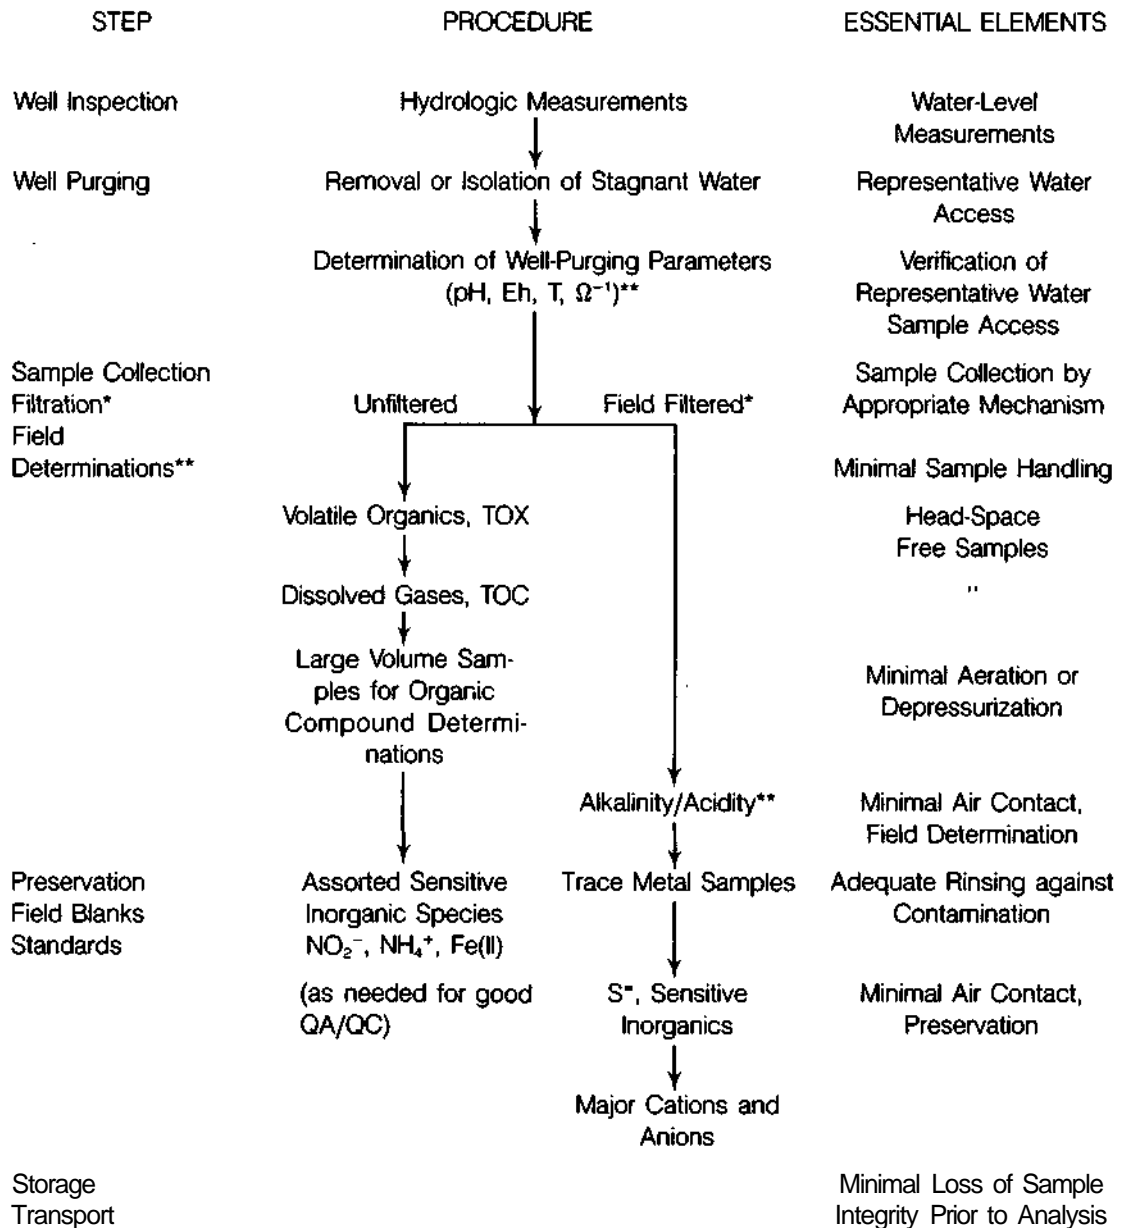 STEP PROCEDURE ESSENTIAL ELEMENTS
Well Inspection Hydrologic Measurements Water-Level
Measurements
Well Purging Removal or Isolation of Stagnant Water Representative Water
Access
Determination of Well-Purging Parameters Verification of
(pH, Eh, T, Ω⁻¹)** Representative Water
Sample Access
Sample Collection Sample Collection by
Filtration* Unfiltered Field Filtered* Appropriate Mechanism
Field
Determinations** Minimal Sample Handling
Volatile Organics, TOX Head-Space
Free Samples
Dissolved Gases, TOC "
Large Volume Sam-
ples for Organic Minimal Aeration or
Compound Determi- Depressurization
nations
Alkalinity/Acidity** Minimal Air Contact,
Field Determination
Preservation Assorted Sensitive Trace Metal Samples Adequate Rinsing against
Field Blanks Inorganic Species Contamination
Standards NO₂⁻, NH₄⁺, Fe(II)
(as needed for good S⁼, Sensitive Minimal Air Contact,
QA/QC) Inorganics Preservation
Major Cations and
Anions
Storage Minimal Loss of Sample
Transport Integrity Prior to Analysis